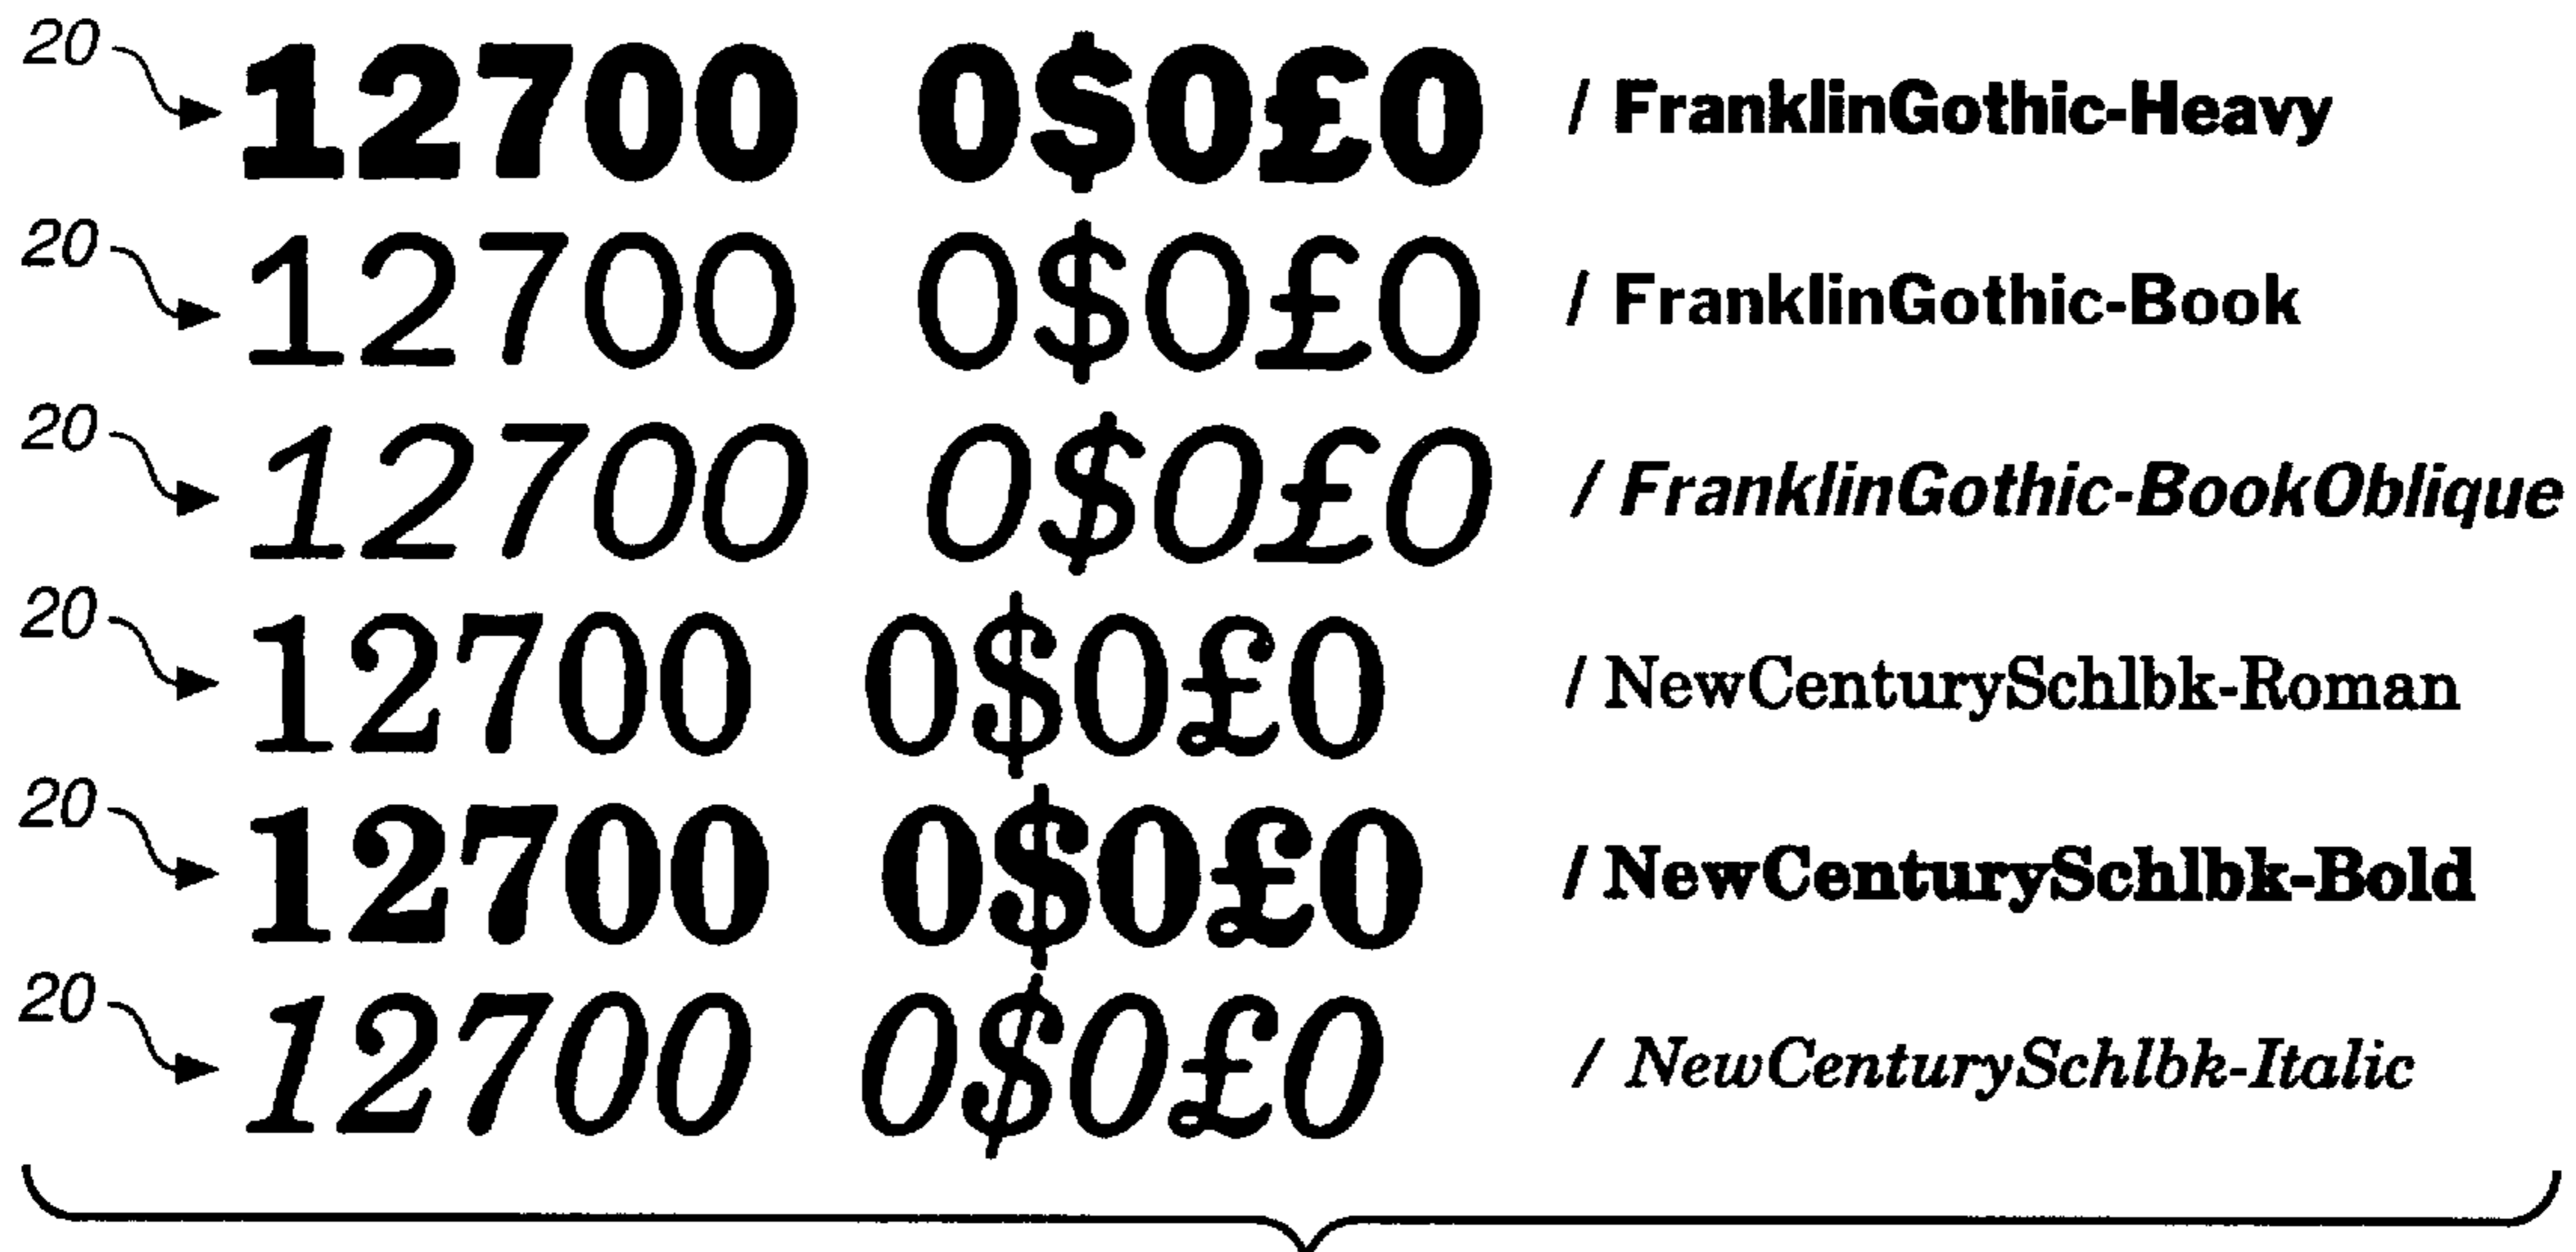 20 12700 0$0£0 / FranklinGothic-Heavy
20 12700 0$0£0 / FranklinGothic-Book
20 12700 0$0£0 / FranklinGothic-BookOblique
20 12700 0$0£0 / NewCenturySchlbk-Roman
20 12700 0$0£0 / NewCenturySchlbk-Bold
20 12700 0$0£0 / NewCenturySchlbk-Italic